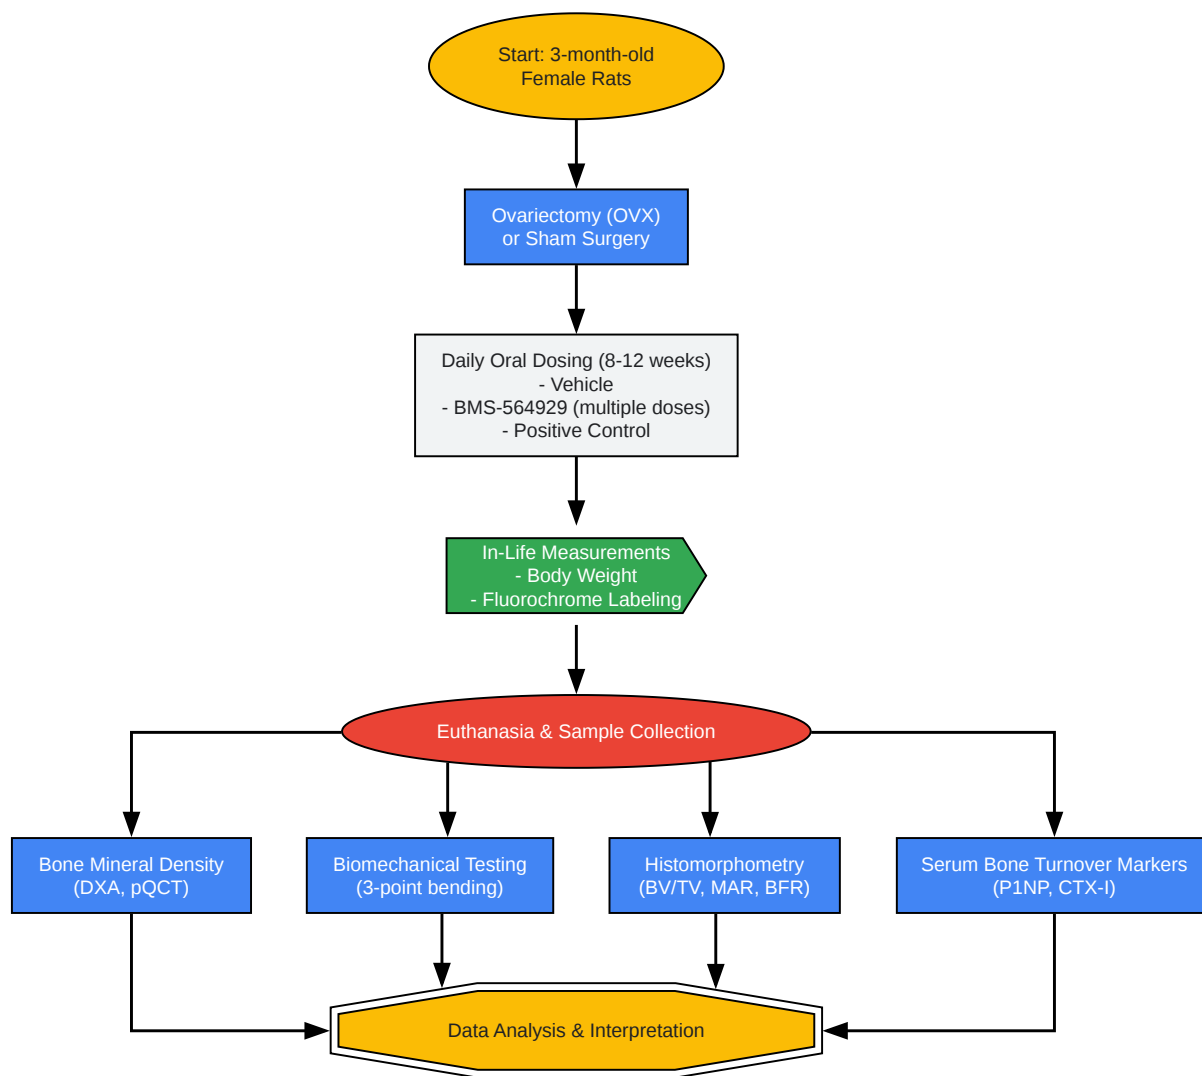 Start: 3-month-old
Female Rats
Ovariectomy (OVX)
or Sham Surgery
Daily Oral Dosing (8-12 weeks)
- Vehicle
- BMS-564929 (multiple doses)
- Positive Control
In-Life Measurements
- Body Weight
- Fluorochrome Labeling
Euthanasia & Sample Collection
Bone Mineral Density
(DXA, pQCT)
Biomechanical Testing
(3-point bending)
Histomorphometry
(BV/TV, MAR, BFR)
Serum Bone Turnover Markers
(P1NP, CTX-I)
Data Analysis & Interpretation